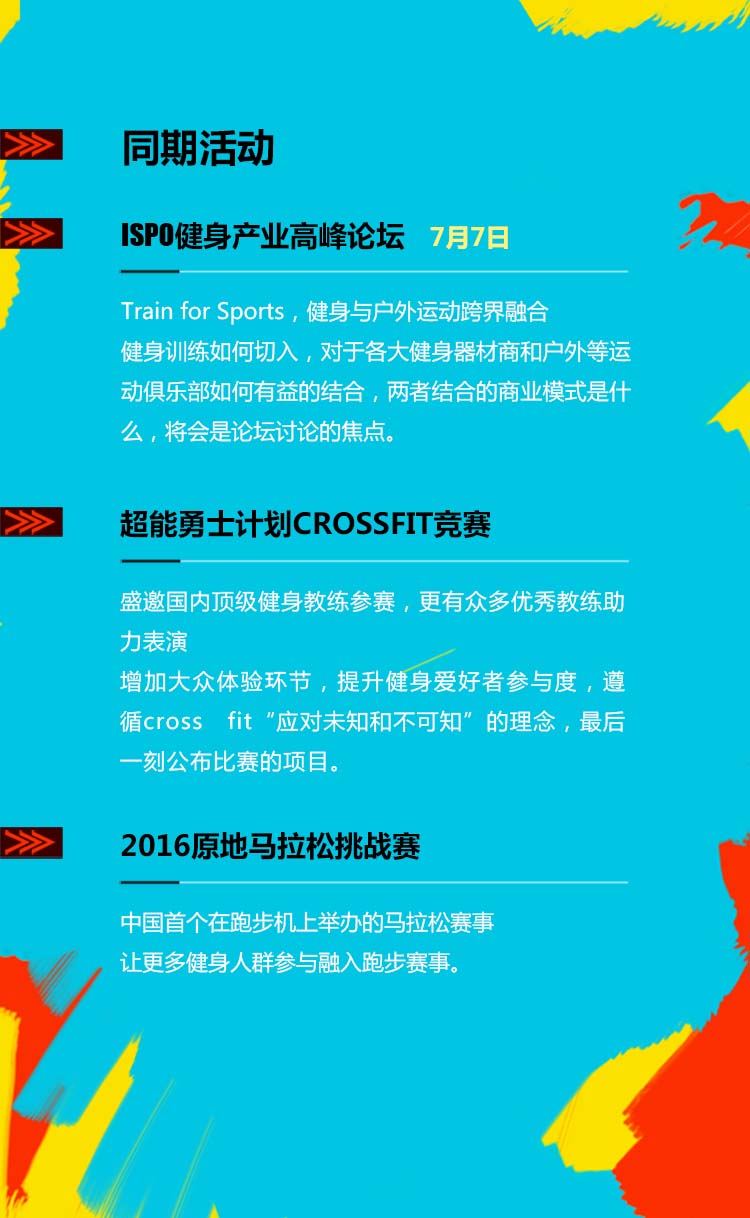 同期活动
ISPO健身产业高峰论坛 7月7日
Train for Sports，健身与户外运动跨界融合
健身训练如何切入，对于各大健身器材商和户外等运
动俱乐部如何有益的结合，两者结合的商业模式是什
么，将会是论坛讨论的焦点。
超能勇士计划CROSSFIT竞赛
盛邀国内顶级健身教练参赛，更有众多优秀教练助
力表演
增加大众体验环节，提升健身爱好者参与度，遵
循cross fit“应对未知和不可知”的理念，最后
一刻公布比赛的项目。
2016原地马拉松挑战赛
中国首个在跑步机上举办的马拉松赛事
让更多健身人群参与融入跑步赛事。